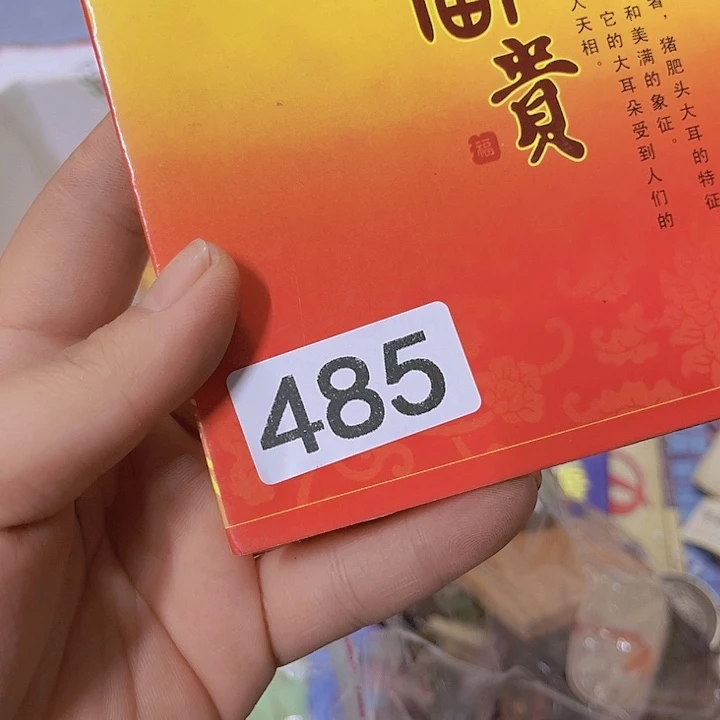 者，猪肥头大耳的特征
和美满的象征。
它的大耳朵受到人们的
人天相。
貴
福
485